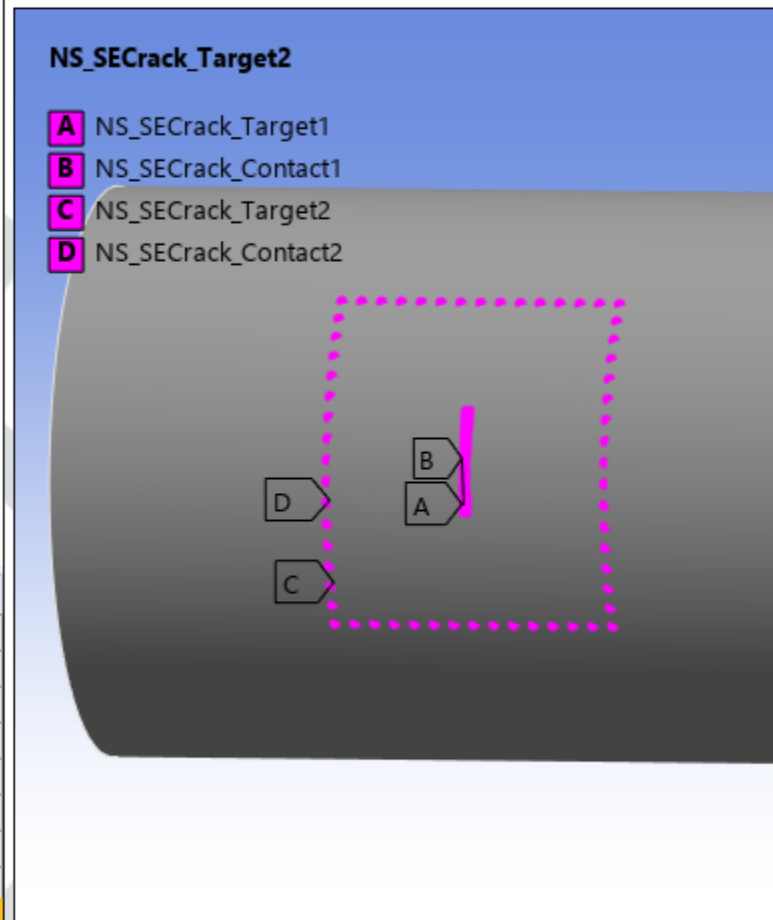 NS_SECrack_Target2
A NS_SECrack_Target1
B NS_SECrack_Contact1
C NS_SECrack_Target2
D NS_SECrack_Contact2
B
D
A
C